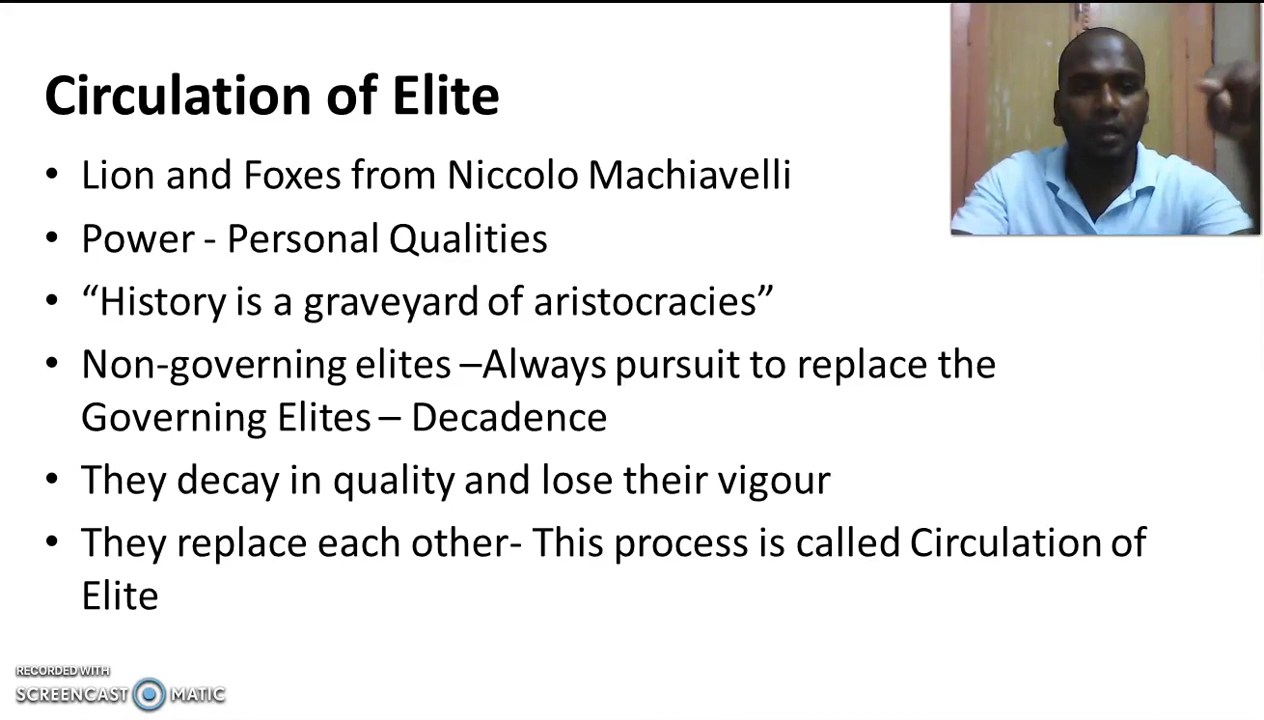 Circulation of Elite
• Lion and Foxes from Niccolo Machiavelli
• Power - Personal Qualities
• “History is a graveyard of aristocracies”
• Non-governing elites –Always pursuit to replace the
Governing Elites – Decadence
• They decay in quality and lose their vigour
• They replace each other- This process is called Circulation of
Elite
RECORDED WITH
SCREENCAST MATIC